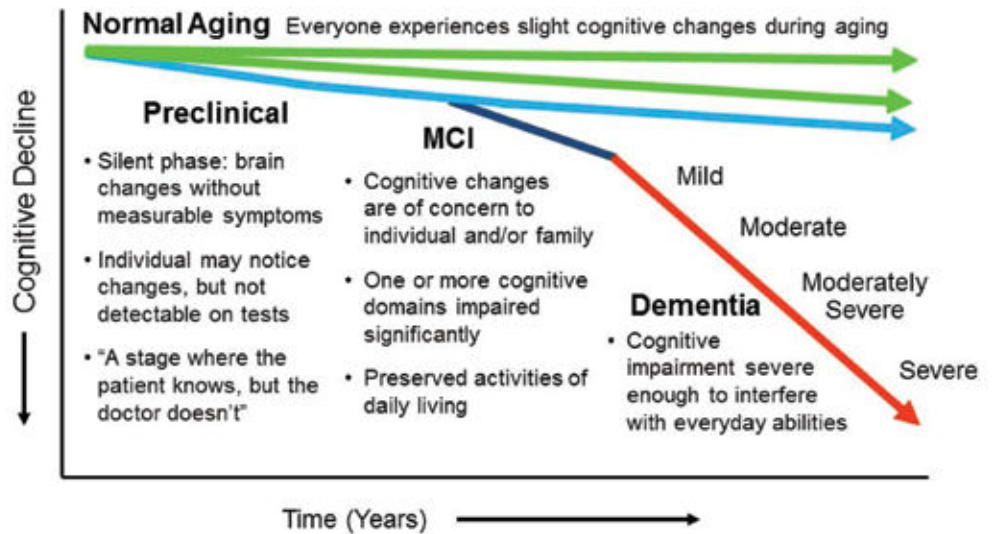 Normal Aging Everyone experiences slight cognitive changes during aging
Cognitive Decline
Preclinical
• Silent phase: brain
changes without
measurable symptoms
• Individual may notice
changes, but not
detectable on tests
• “A stage where the
patient knows, but the
doctor doesn’t”
MCI
• Cognitive changes
are of concern to
individual and/or family
• One or more cognitive
domains impaired
significantly
• Preserved activities of
daily living
Mild
Moderate
Moderately
Severe
Severe
Dementia
• Cognitive
impairment severe
enough to interfere
with everyday abilities
Time (Years)